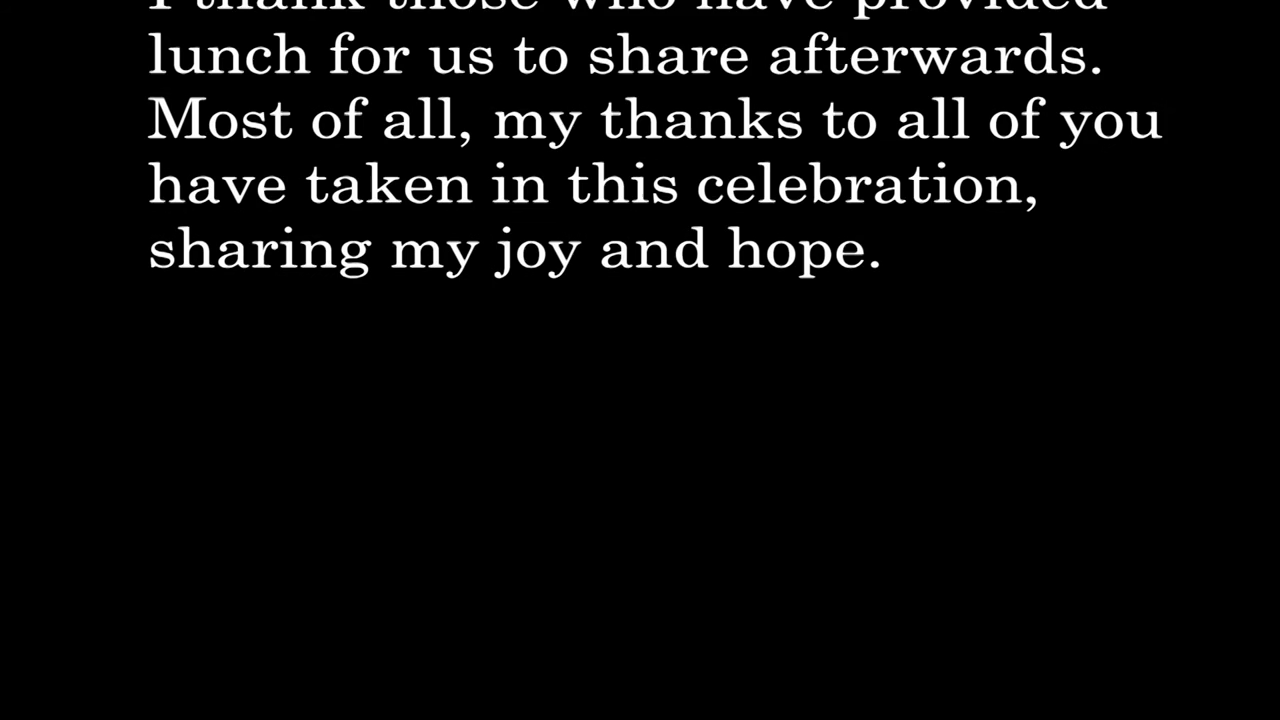 I thank those who have provided
lunch for us to share afterwards.
Most of all, my thanks to all of you
have taken in this celebration,
sharing my joy and hope.